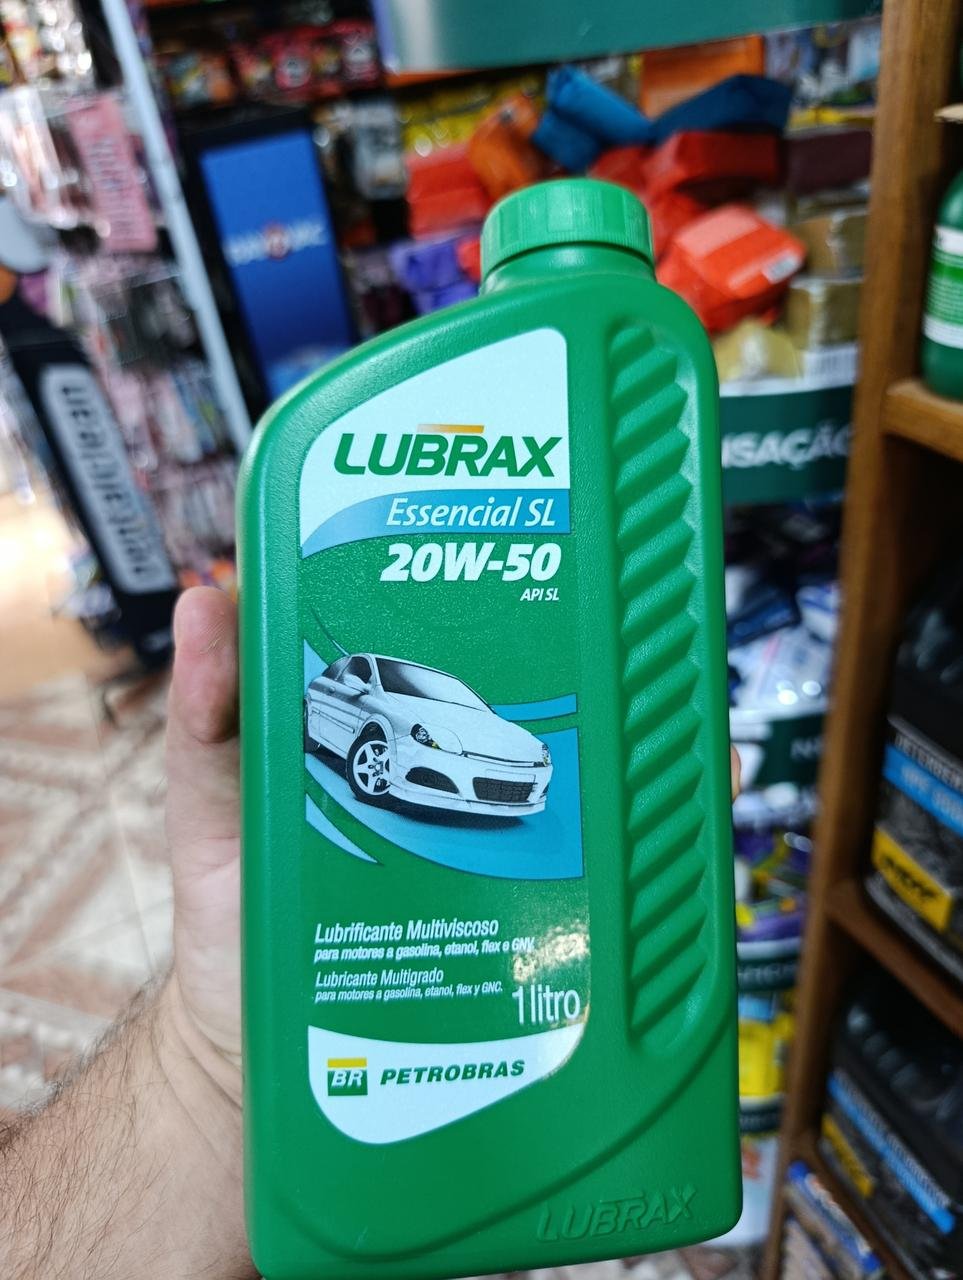 LUBRAX
Essencial SL
20W-50
API SL
Lubrificante Multiviscoso
para motores a gasolina, etanol, flex e GNV
Lubricante Multigrado
para motores a gasolina, etanol, flex y GNC.
1 litro
BR PETROBRAS
LUBRAX